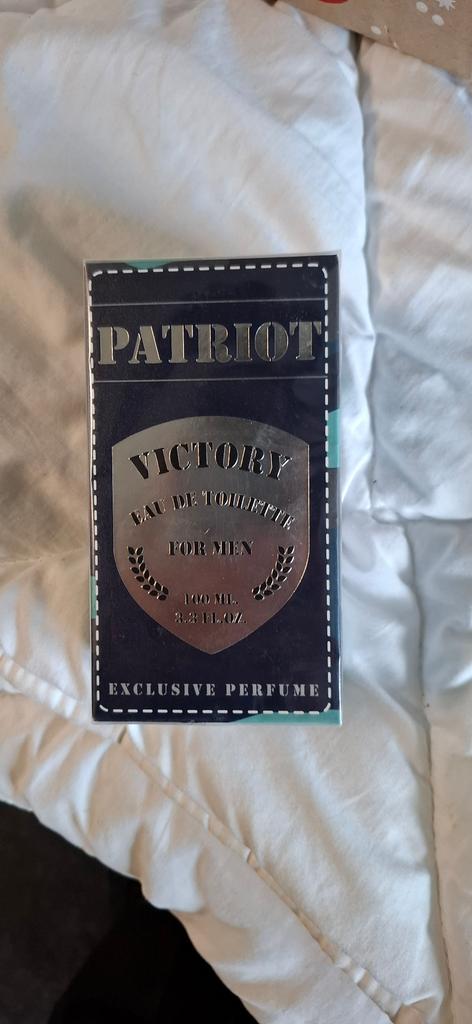 PATRIOT
VICTORY
EAU DE TOILETTE
FOR MEN
100 ML.
3.3 FL.OZ.
EXCLUSIVE PERFUME